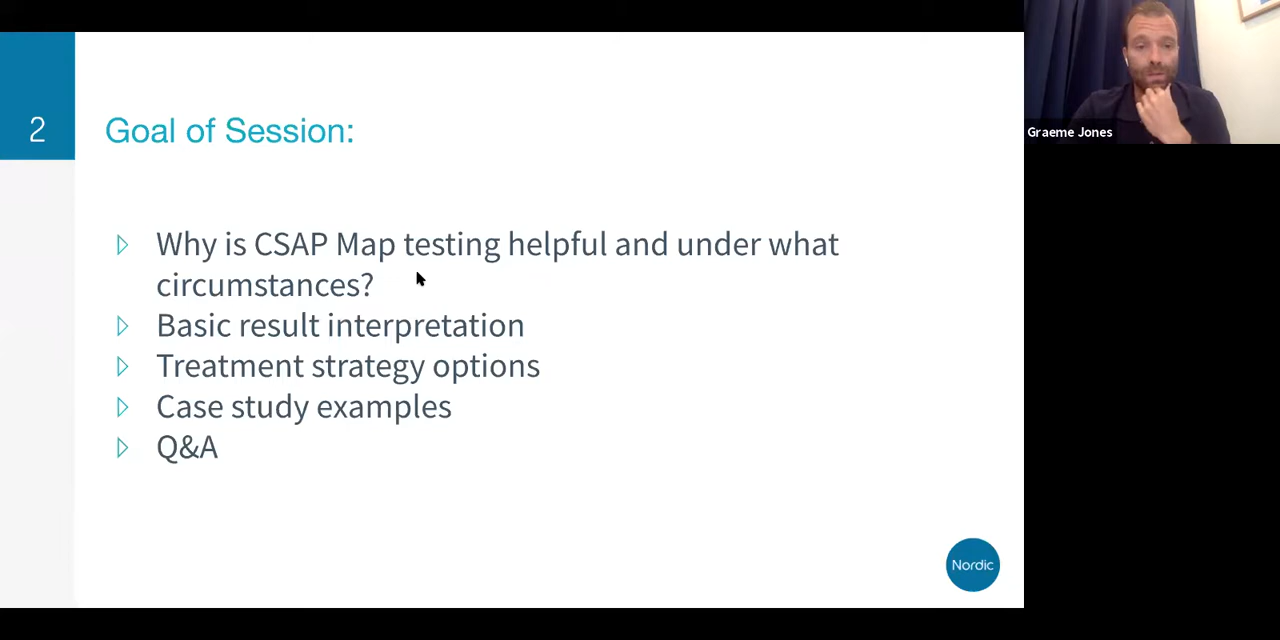 2
Goal of Session:
Why is CSAP Map testing helpful and under what
circumstances?
Basic result interpretation
Treatment strategy options
Case study examples
Q&A
Nordic
Graeme Jones